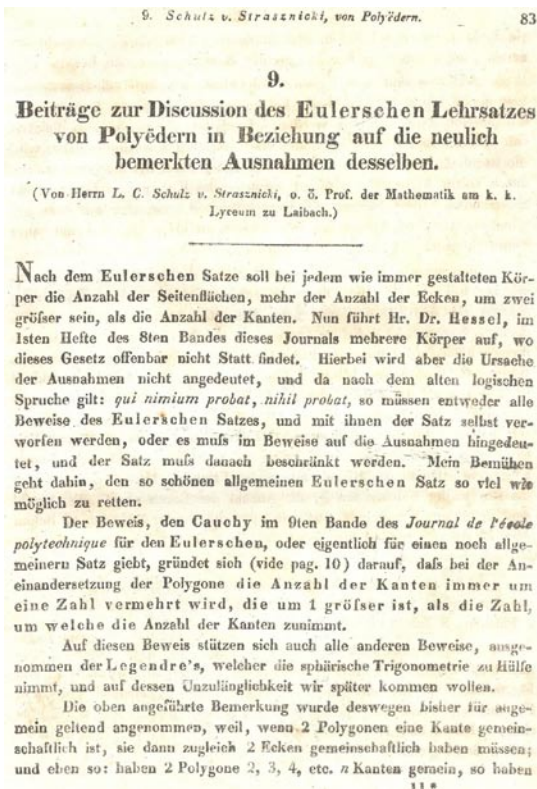 9. Schulz v. Strasznicki, von Polyëdern. 83
9.
Beiträge zur Discussion des Eulerschen Lehrsatzes
von Polyëdern in Beziehung auf die neulich
bemerkten Ausnahmen desselben.
(Von Herrn L. C. Schulz v. Strasznicki, o. ö. Prof. der Mathematik am k. k.
Lyceum zu Laibach.)
Nach dem Eulerschen Satze soll bei jedem wie immer gestalteten Kör-
per die Anzahl der Seitenflächen, mehr der Anzahl der Ecken, um zwei
gröfser sein, als die Anzahl der Kanten. Nun führt Hr. Dr. Hessel, im
1sten Hefte des 8ten Bandes dieses Journals mehrere Körper auf, wo
dieses Gesetz offenbar nicht Statt findet. Hierbei wird aber die Ursache
der Ausnahmen nicht angedeutet, und da nach dem alten logischen
Spruche gilt: qui nimium probat, nihil probat, so müssen entweder alle
Beweise des Eulerschen Satzes, und mit ihnen der Satz selbst ver-
worfen werden, oder es mufs im Beweise auf die Ausnahmen hingedeu-
tet, und der Satz mufs danach beschränkt werden. Mein Bemühen
geht dahin, den so schönen allgemeinen Eulerschen Satz so viel wie
möglich zu retten.
Der Beweis, den Cauchy im 9ten Bande des Journal de l'école
polytechnique für den Eulerschen, oder eigentlich für einen noch allge-
meinern Satz giebt, gründet sich (vide pag. 10) darauf, dafs bei der An-
einandersetzung der Polygone die Anzahl der Kanten immer um
eine Zahl vermehrt wird, die um 1 gröfser ist, als die Zahl,
um welche die Anzahl der Kanten zunimmt.
Auf diesen Beweis stützen sich auch alle anderen Beweise, ausge-
nommen der Legendre's, welcher die sphärische Trigonometrie zu Hülfe
nimmt, und auf dessen Unzulänglichkeit wir später kommen wollen.
Die oben angeführte Bemerkung wurde deswegen bisher für allge-
mein geltend angenommen, weil, wenn 2 Polygonen eine Kante gemein-
schaftlich ist, sie dann zugleich 2 Ecken gemeinschaftlich haben müssen;
und eben so: haben 2 Polygone 2, 3, 4, etc. n Kanten gemein, so haben
11*